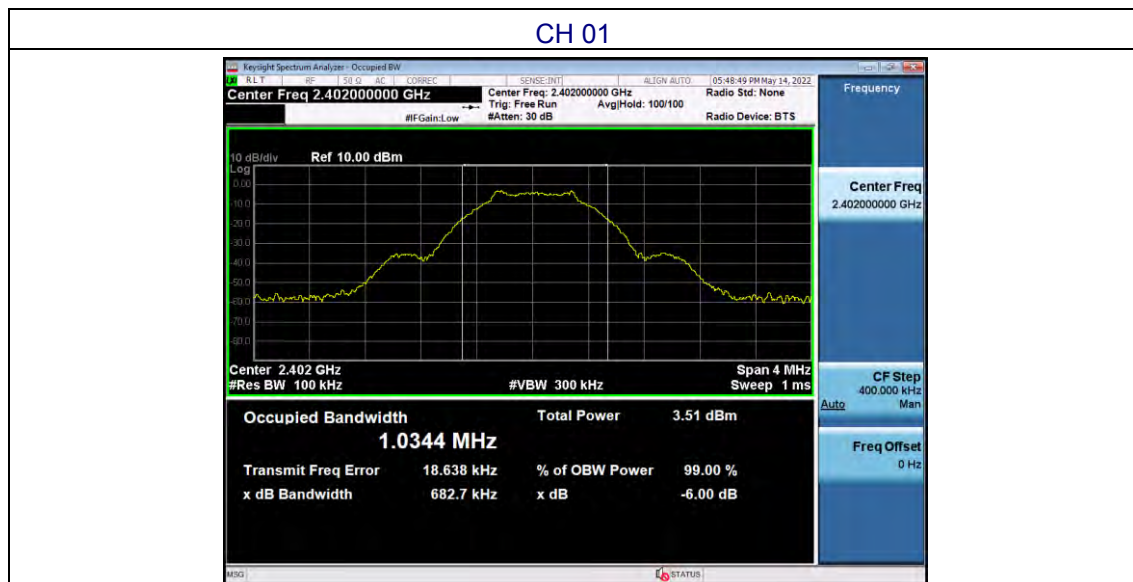 CH 01
Keysight Spectrum Analyzer - Occupied BW
RLT RF 50 Ω AC CORREC SENSE:INT ALIGN AUTO 05:48:49 PM May 14, 2022
Center Freq 2.402000000 GHz
Center Freq: 2.402000000 GHz Radio Std: None
Trig: Free Run Avg|Hold: 100/100
#IFGain:Low #Atten: 30 dB Radio Device: BTS
10 dB/div Ref 10.00 dBm
Log
0.00
-10.0
-20.0
-30.0
-40.0
-50.0
-60.0
-70.0
-80.0
Center 2.402 GHz Span 4 MHz
#Res BW 100 kHz #VBW 300 kHz Sweep 1 ms
Occupied Bandwidth Total Power 3.51 dBm
1.0344 MHz
Transmit Freq Error 18.638 kHz % of OBW Power 99.00 %
x dB Bandwidth 682.7 kHz x dB -6.00 dB
Frequency
Center Freq
2.402000000 GHz
CF Step
400.000 kHz
Auto Man
Freq Offset
0 Hz
MSG STATUS